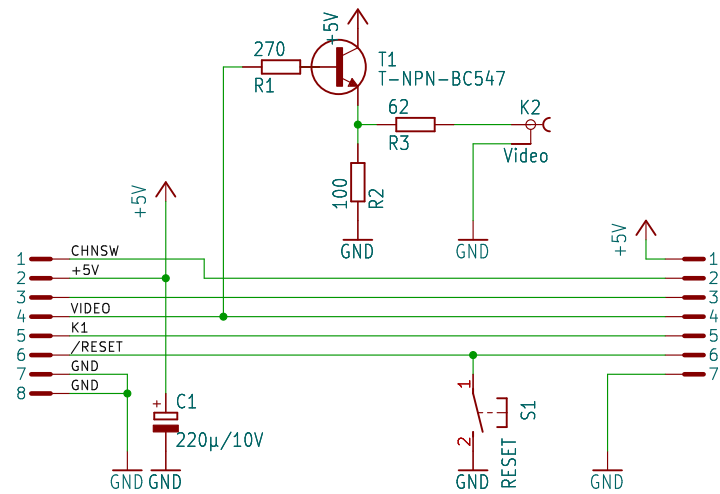 +5V
270
R1
T1
T-NPN-BC547
62
R3
K2
Video
100
R2
GND
GND
+5V
+5V
1 CHNSW 1
2 +5V 2
3 3
4 VIDEO 4
5 K1 5
6 /RESET 6
7 GND 7
8 GND
+ C1
220µ/10V
1
2
S1
RESET
GND
GND
GND
GND